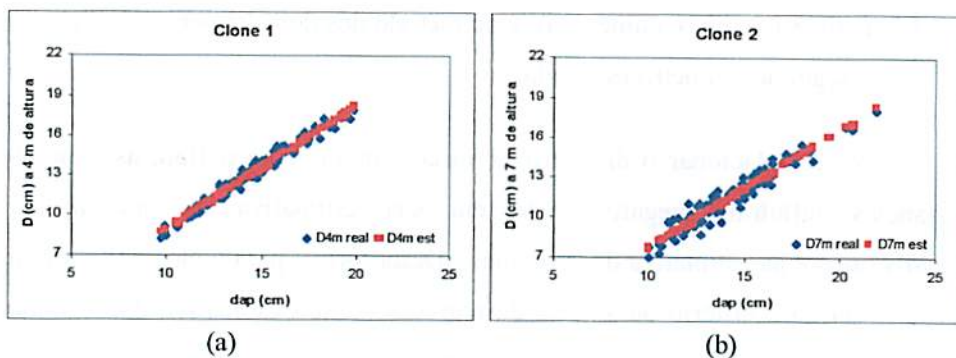 Clone 1
D (cm) a 4 m de altura
22
19
16
13
10
7
D4m real D4m est
5 10 15 20 25
dap (cm)
(a)
Clone 2
D (cm) a 7 m de altura
22
19
16
13
10
7
D7m real D7m est
5 10 15 20 25
dap (cm)
(b)